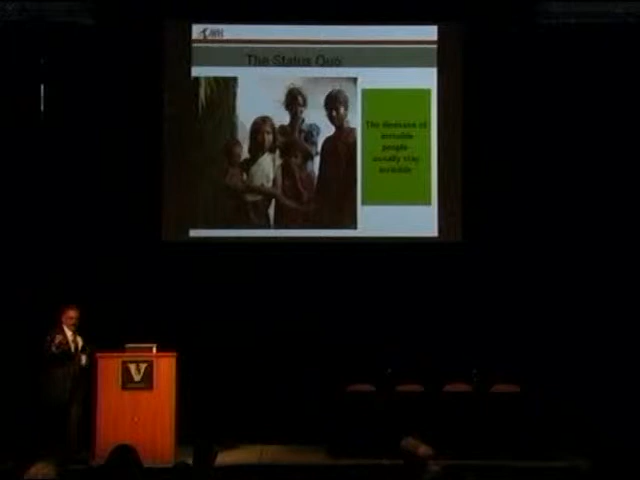 The Status Quo
The diseases of
invisible
people
usually stay
invisible
V